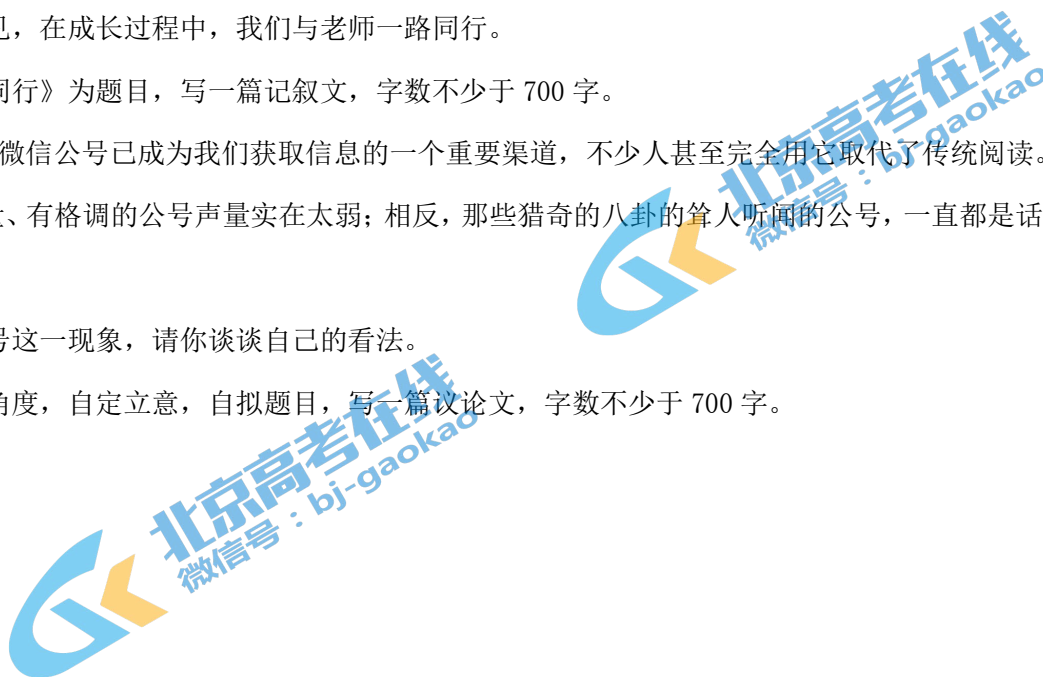 见，在成长过程中，我们与老师一路同行。
同行》为题目，写一篇记叙文，字数不少于 700 字。
微信公号已成为我们获取信息的一个重要渠道，不少人甚至完全用它取代了传统阅读。
、有格调的公号声量实在太弱；相反，那些猎奇的八卦的耸人听闻的公号，一直都是话
号这一现象，请你谈谈自己的看法。
角度，自定立意，自拟题目，写一篇议论文，字数不少于 700 字。
北京高考在线
微信号：bj-gaokao
北京高考在线
微信号：bj-gaokao